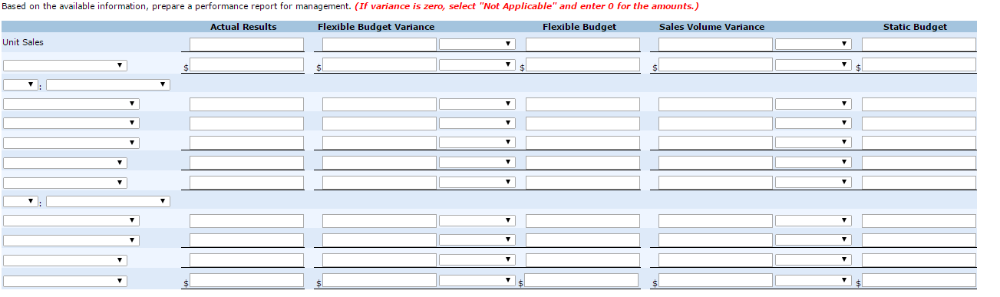 Based on the available information, prepare a performance report for management. (If variance is zero, select "Not Applicable" and enter 0 for the amounts.)
Actual Results Flexible Budget Variance Flexible Budget Sales Volume Variance Static Budget
Unit Sales
$ $ $ $ $
:
:
$ $ $ $ $